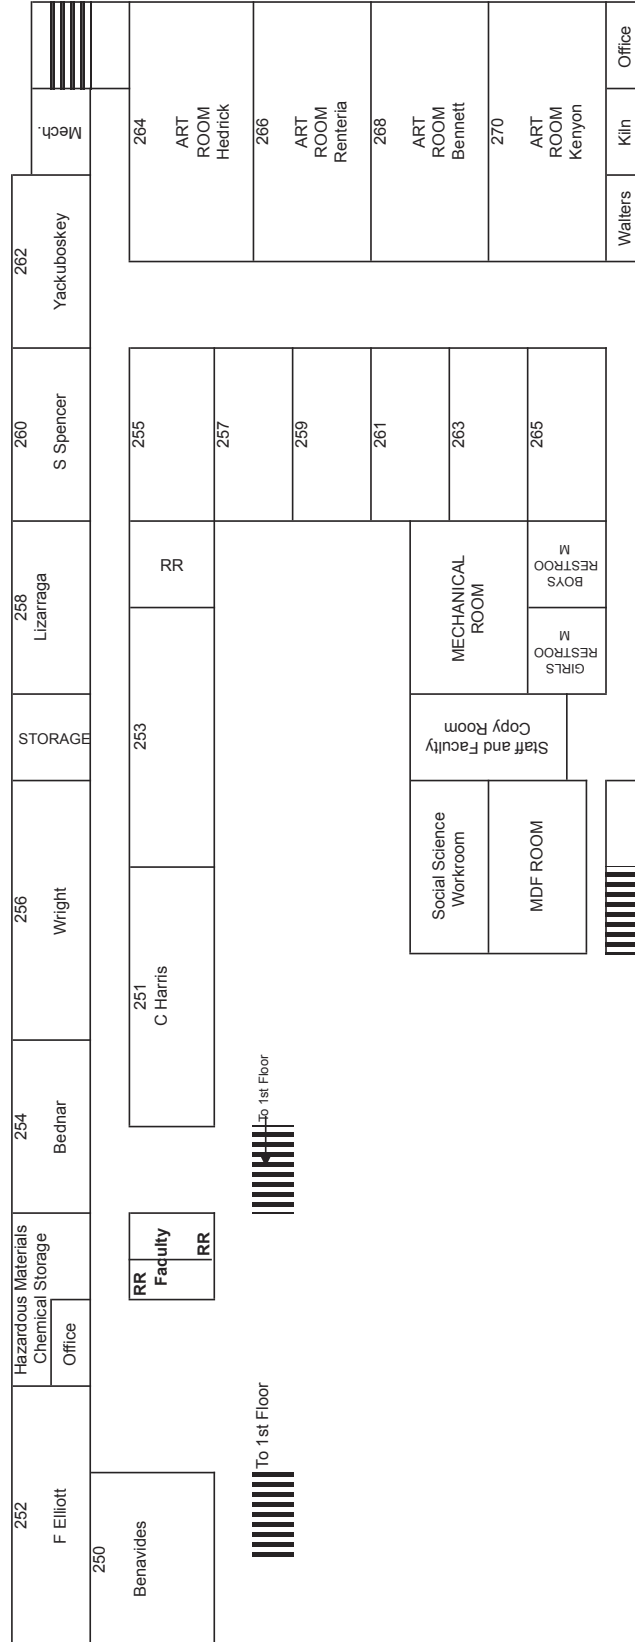 Mech.
264
ART
ROOM
Hedrick
266
ART
ROOM
Renteria
268
ART
ROOM
Bennett
270
ART
ROOM
Kenyon
Office
Kiln
Walters
262
Yackuboskey
260
S Spencer
255
257
259
261
263
265
258
Lizarraga
RR
MECHANICAL
ROOM
BOYS
RESTROO
M
GIRLS
RESTROO
M
STORAGE
253
Staff and Faculty
Copy Room
256
Wright
251
C Harris
Social Science
Workroom
MDF ROOM
254
Bednar
To 1st Floor
Hazardous Materials
Chemical Storage
Office
RR
Faculty
RR
252
F Elliott
250
Benavides
To 1st Floor